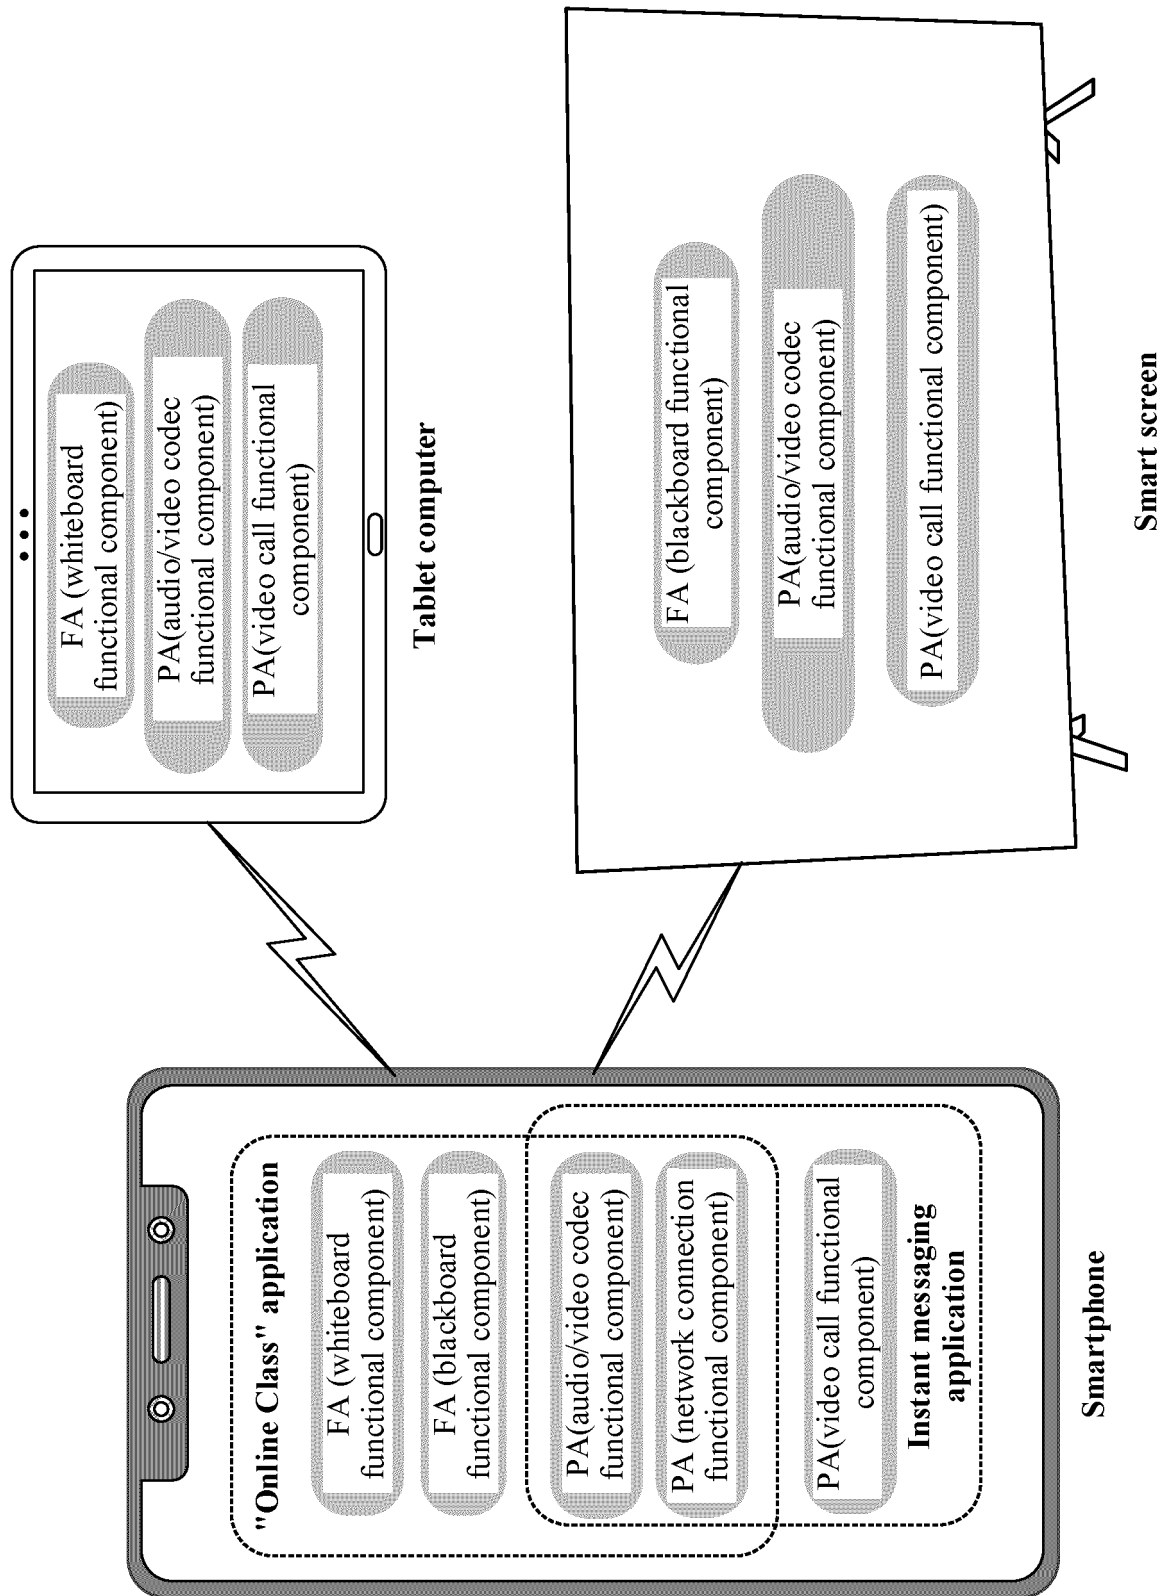 "Online Class" application
FA (whiteboard
functional component)
FA (blackboard
functional component)
PA(audio/video codec
functional component)
PA (network connection
functional component)
PA(video call functional
component)
Instant messaging
application
Smartphone
FA (whiteboard
functional component)
PA(audio/video codec
functional component)
PA(video call functional
component)
Tablet computer
FA (blackboard functional
component)
PA(audio/video codec
functional component)
PA(video call functional component)
Smart screen